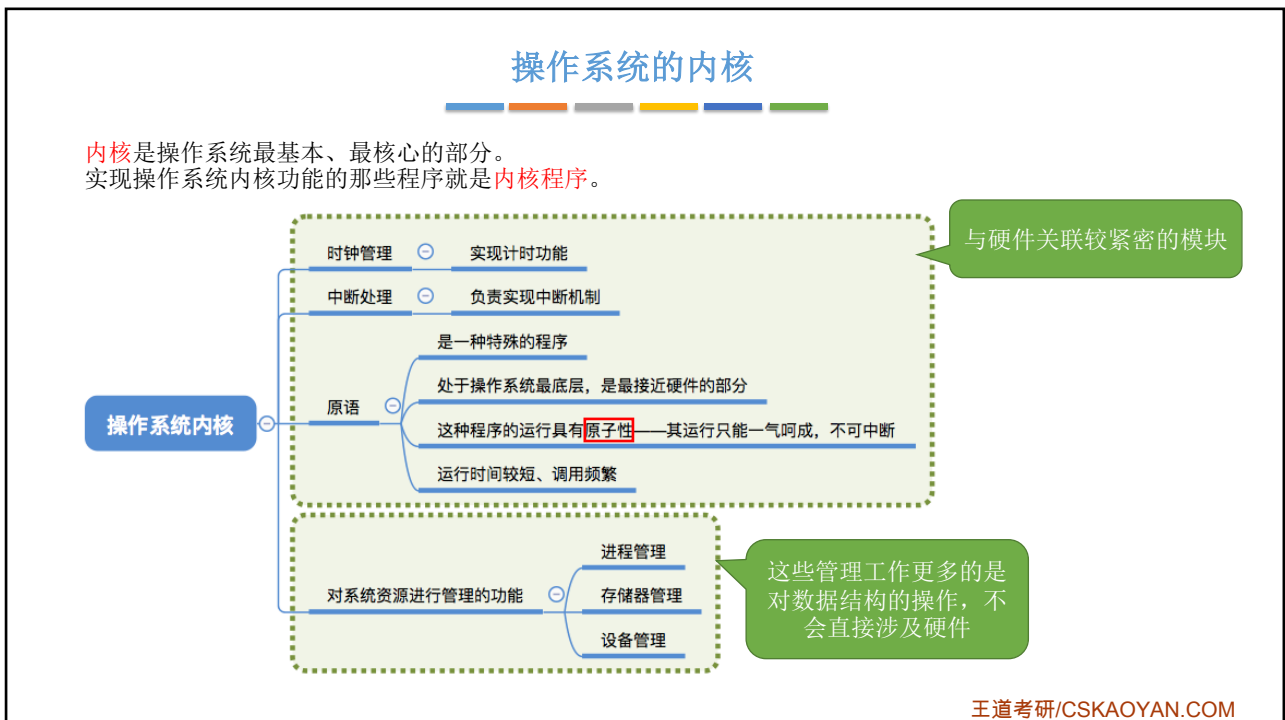 操作系统的内核
内核是操作系统最基本、最核心的部分。
实现操作系统内核功能的那些程序就是内核程序。
与硬件关联较紧密的模块
时钟管理
实现计时功能
中断处理
负责实现中断机制
是一种特殊的程序
处于操作系统最底层，是最接近硬件的部分
原语
这种程序的运行具有原子性——其运行只能一气呵成，不可中断
运行时间较短、调用频繁
操作系统内核
进程管理
对系统资源进行管理的功能
存储器管理
设备管理
这些管理工作更多的是
对数据结构的操作，不
会直接涉及硬件
王道考研/CSKAOYAN.COM